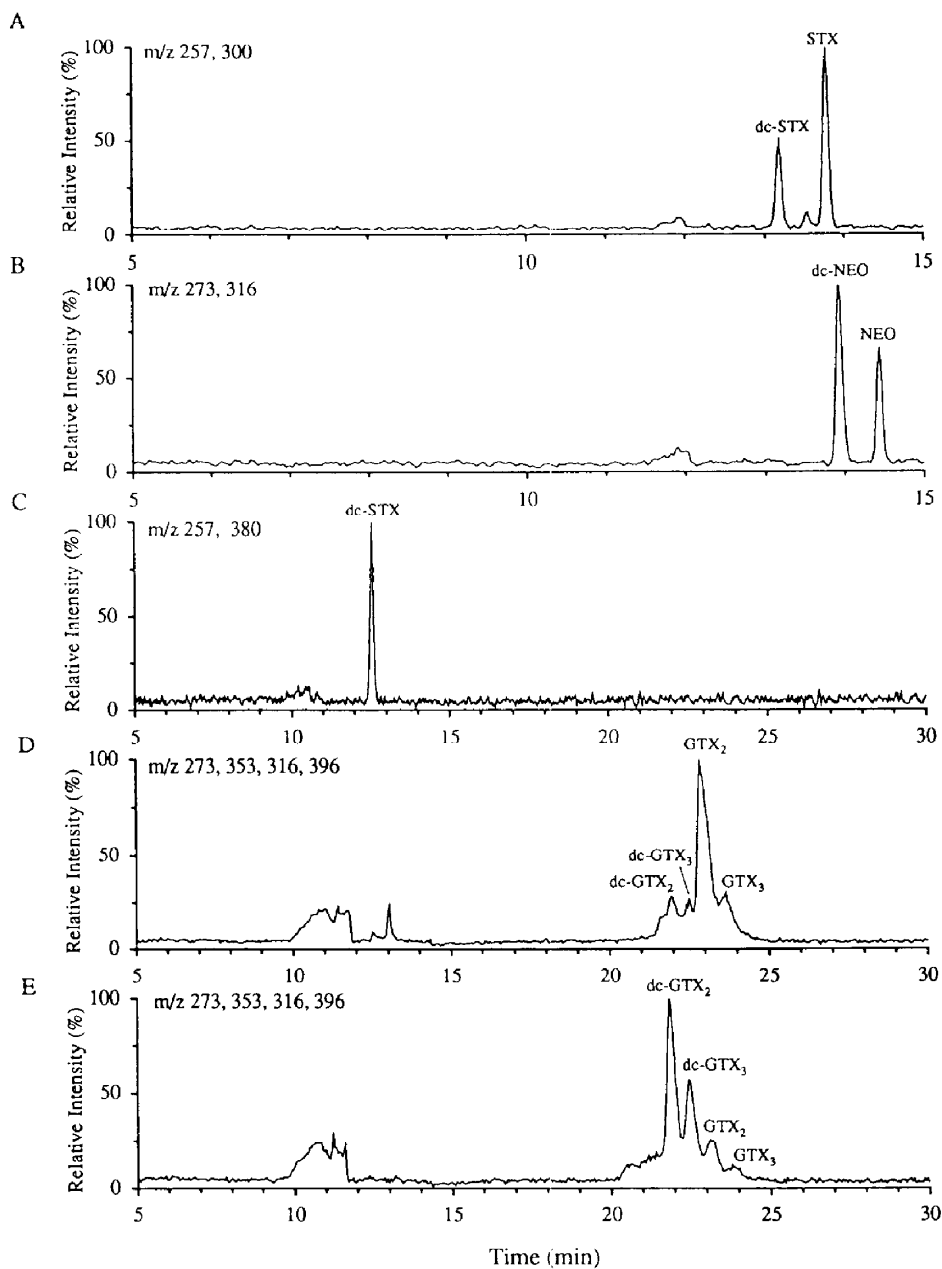 A
Relative Intensity (%)
100
50
0
m/z 257, 300
dc-STX
STX
5
10
15
B
Relative Intensity (%)
100
50
0
m/z 273, 316
dc-NEO
NEO
5
10
15
C
Relative Intensity (%)
100
50
0
m/z 257, 380
dc-STX
5
10
15
20
25
30
D
Relative Intensity (%)
100
50
0
m/z 273, 353, 316, 396
GTX2
dc-GTX3
dc-GTX2
GTX3
5
10
15
20
25
30
E
Relative Intensity (%)
100
50
0
m/z 273, 353, 316, 396
dc-GTX2
dc-GTX3
GTX2
GTX3
5
10
15
20
25
30
Time (min)